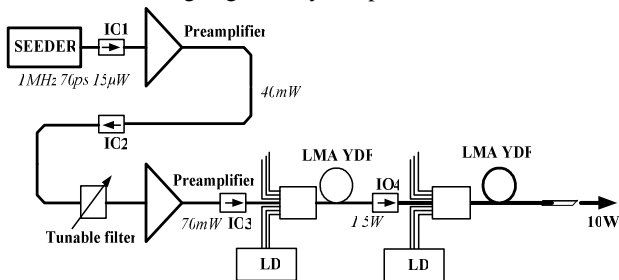 IC1
Preamplifier
SEEDER
1MHz 70ps 15μW
40mW
IC2
LMA YDF
LMA YDF
Preamplifier
IO4
70mW
IC3
1.5W
10W
Tunable filter
LD
LD